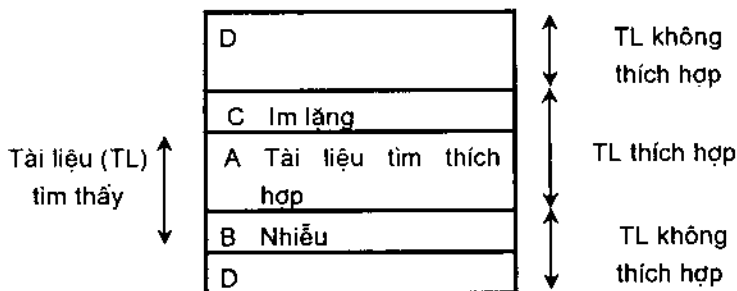 D
TL không
thích hợp
C Im lặng
Tài liệu (TL)
tìm thấy
A Tài liệu tìm thích
hợp
TL thích hợp
B Nhiễu
TL không
thích hợp
D